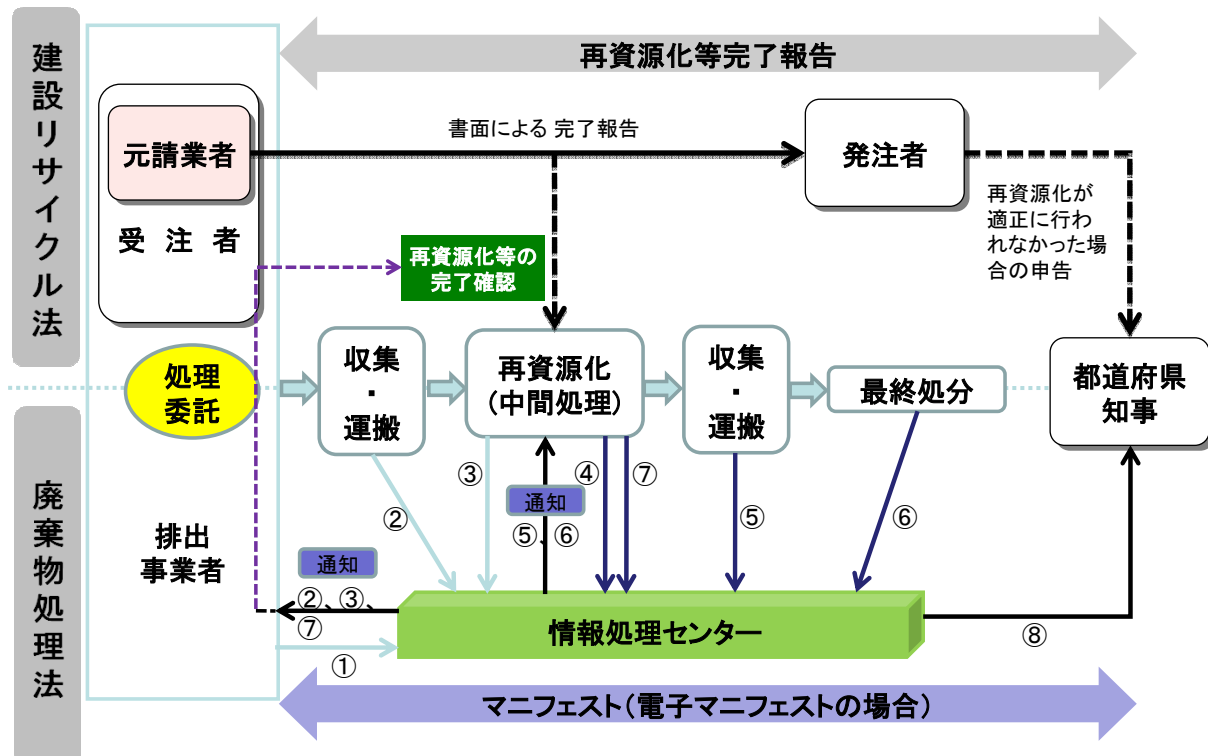 建設リサイクル法
再資源化等完了報告
元請業者
受 注 者
書面による 完了報告
発注者
再資源化が
適正に行わ
れなかった場
合の申告
再資源化等の
完了確認
処理
委託
収集
・
運搬
再資源化
(中間処理)
収集
・
運搬
最終処分
都道府県
知事
廃棄物処理法
排出
事業者
②
③
通知
⑤、⑥
④
⑦
⑤
⑥
通知
②、③、
⑦
①
情報処理センター
⑧
マニフェスト(電子マニフェストの場合)